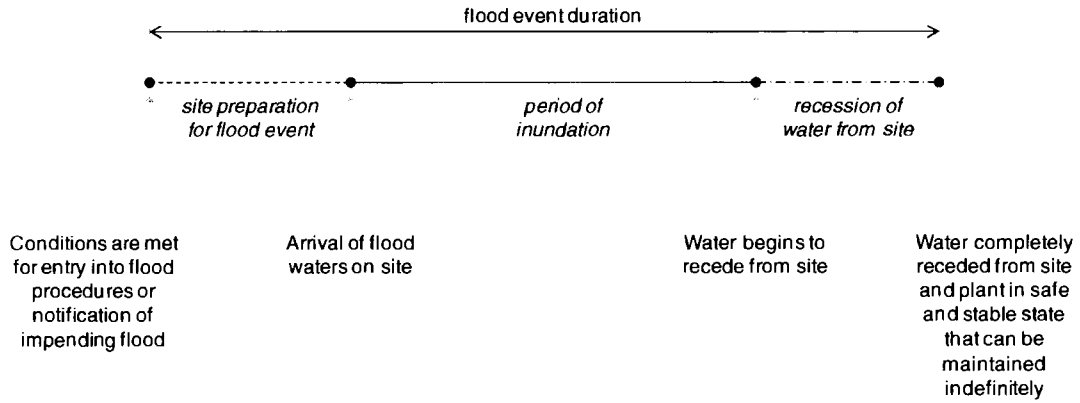 flood event duration
site preparation
for flood event
period of
inundation
recession of
water from site
Conditions are met
for entry into flood
procedures or
notification of
impending flood
Arrival of flood
waters on site
Water begins to
recede from site
Water completely
receded from site
and plant in safe
and stable state
that can be
maintained
indefinitely